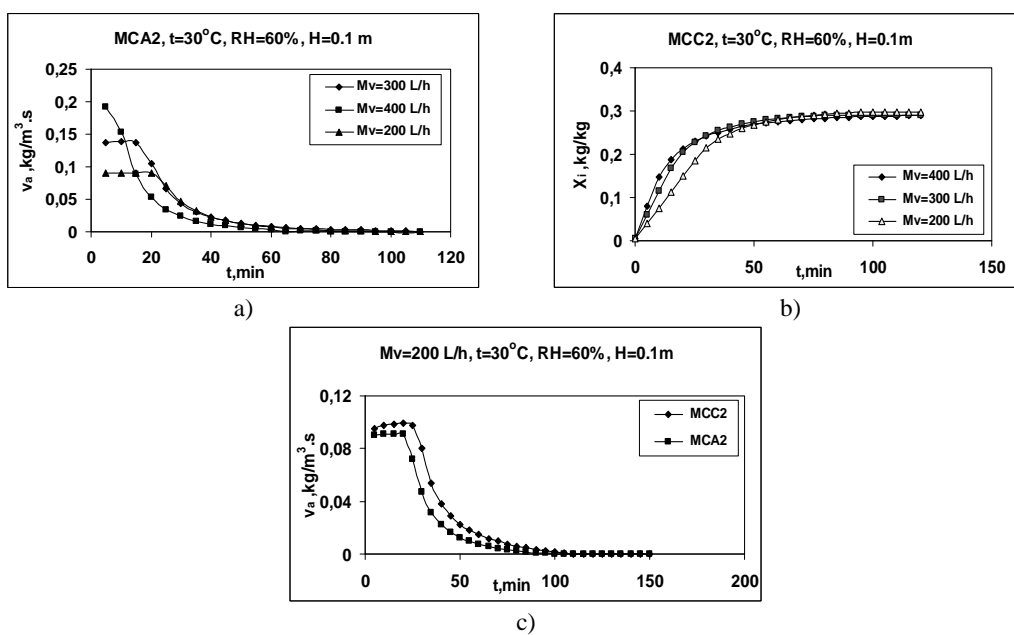 MCA2, t=30°C, RH=60%, H=0.1 m
va ,kg/m³.s
0,25
0,2
0,15
0,1
0,05
0
Mv=300 L/h
Mv=400 L/h
Mv=200 L/h
0 20 40 60 80 100 120
t,min
a)
MCC2, t=30°C, RH=60%, H=0.1m
Xi ,kg/kg
0,4
0,3
0,2
0,1
0
Mv=400 L/h
Mv=300 L/h
Mv=200 L/h
0 50 100 150
t,min
b)
Mv=200 L/h, t=30°C, RH=60%, H=0.1m
va ,kg/m³.s
0,12
0,08
0,04
0
MCC2
MCA2
0 50 100 150 200
t,min
c)